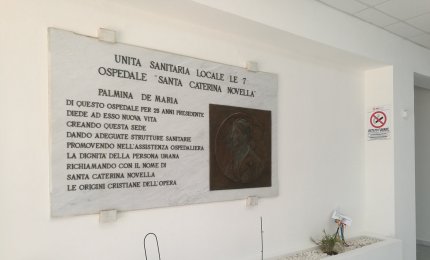 UNITA SANITARIA LOCALE LE 7
OSPEDALE "SANTA CATERINA NOVELLA"
PALMINA DE MARIA
DI QUESTO OSPEDALE PER 29 ANNI PRESIDENTE
DIEDE AD ESSO NUOVA VITA
CREANDO QUESTA SEDE
DANDO ADEGUATE STRUTTURE SANITARIE
PROMOVENDO NELL'ASSISTENZA OSPEDALIERA
LA DIGNITÀ DELLA PERSONA UMANA
RICHIAMANDO CON IL NOME DI
SANTA CATERINA NOVELLA
LE ORIGINI CRISTIANE DELL'OPERA